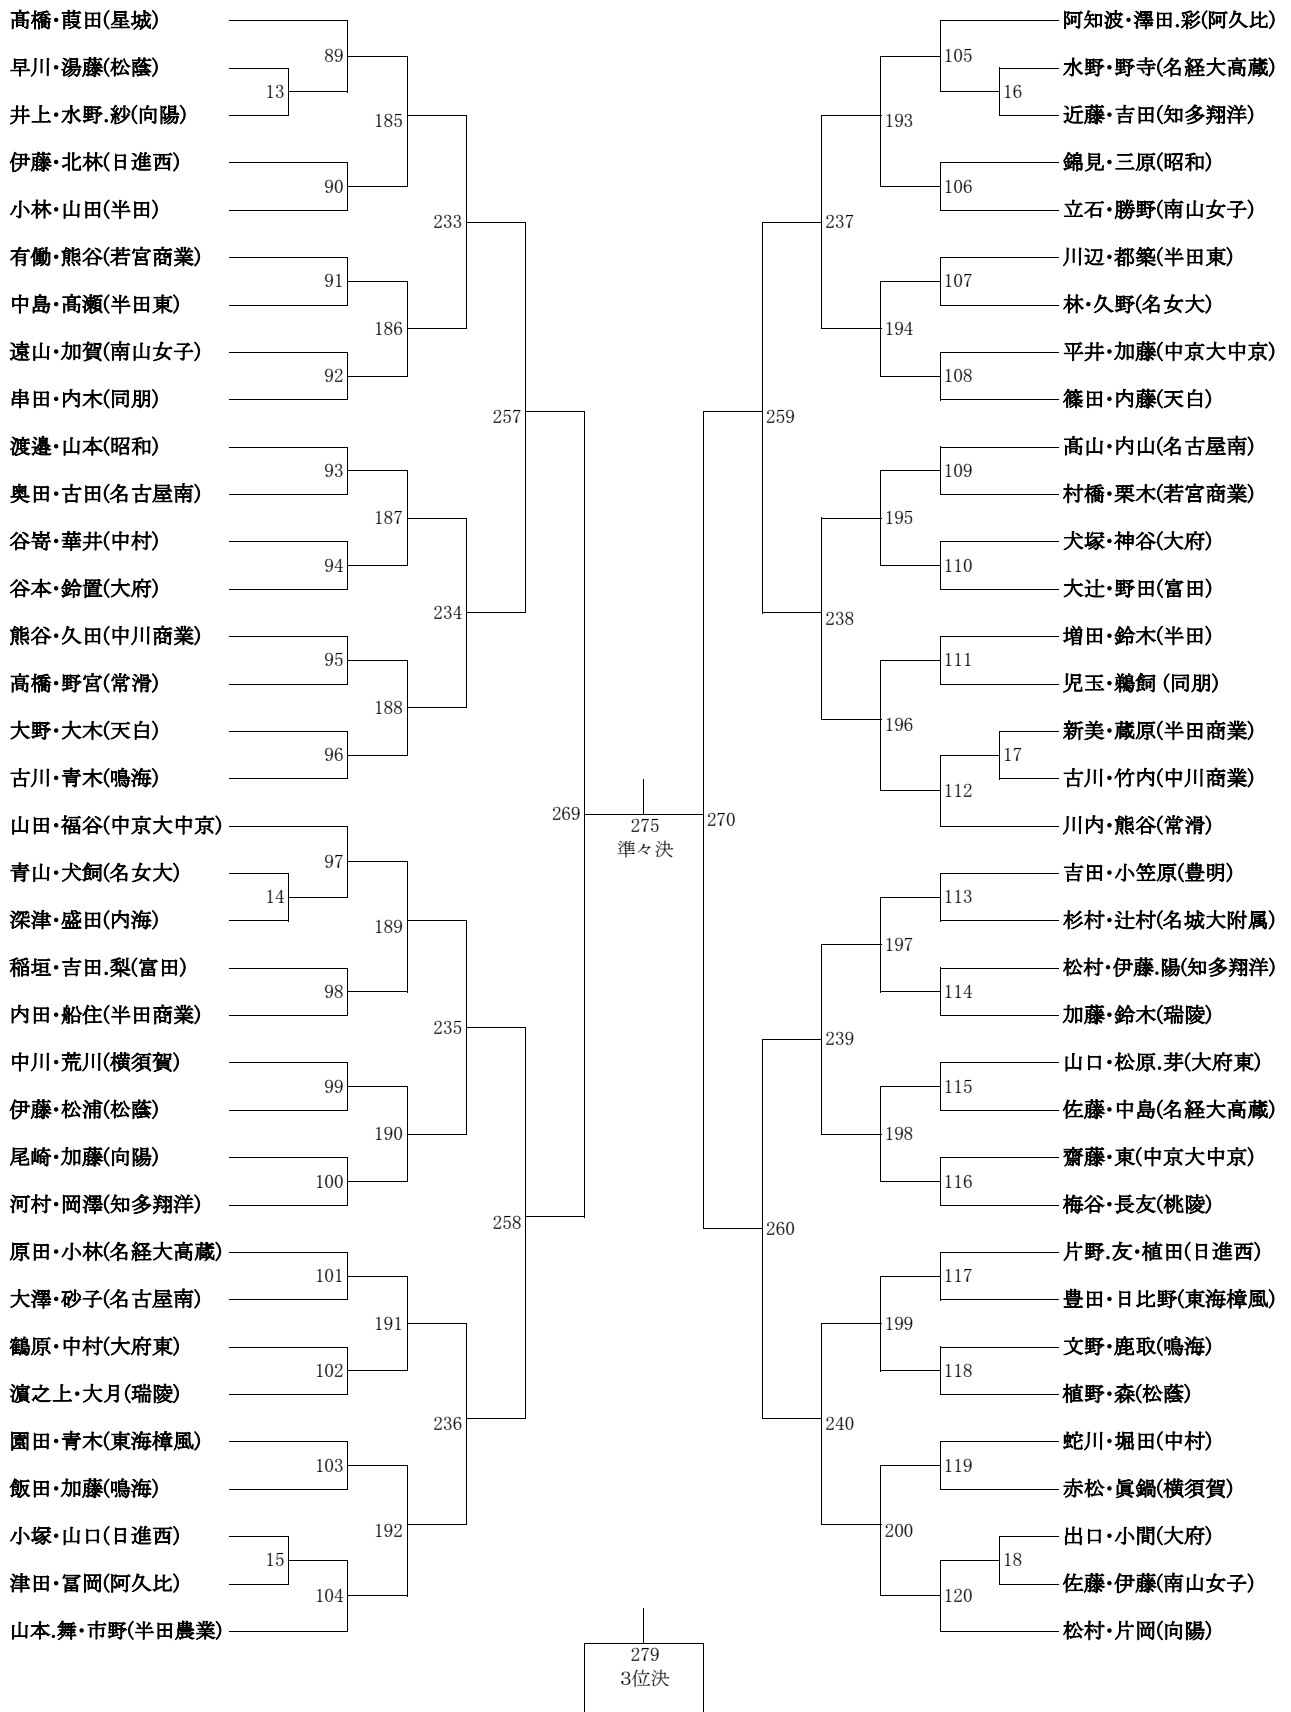 髙橋・葭田(星城)
早川・湯藤(松蔭)
井上・水野.紗(向陽)
伊藤・北林(日進西)
小林・山田(半田)
有働・熊谷(若宮商業)
中島・髙瀬(半田東)
遠山・加賀(南山女子)
串田・内木(同朋)
渡邉・山本(昭和)
奥田・古田(名古屋南)
谷嵜・華井(中村)
谷本・鈴置(大府)
熊谷・久田(中川商業)
高橋・野宮(常滑)
大野・大木(天白)
古川・青木(鳴海)
山田・福谷(中京大中京)
青山・犬飼(名女大)
深津・盛田(内海)
稲垣・吉田.梨(富田)
内田・船住(半田商業)
中川・荒川(横須賀)
伊藤・松浦(松蔭)
尾崎・加藤(向陽)
河村・岡澤(知多翔洋)
原田・小林(名経大高蔵)
大澤・砂子(名古屋南)
鶴原・中村(大府東)
濵之上・大月(瑞陵)
園田・青木(東海樟風)
飯田・加藤(鳴海)
小塚・山口(日進西)
津田・冨岡(阿久比)
山本.舞・市野(半田農業)
13
14
15
89
90
91
92
93
94
95
96
97
98
99
100
101
102
103
104
185
186
187
188
189
190
191
192
233
234
235
236
257
258
269
275
準々決
279
3位決
270
259
260
237
238
239
240
193
194
195
196
197
198
199
200
105
106
107
108
109
110
111
112
113
114
115
116
117
118
119
120
16
17
18
阿知波・澤田.彩(阿久比)
水野・野寺(名経大高蔵)
近藤・吉田(知多翔洋)
錦見・三原(昭和)
立石・勝野(南山女子)
川辺・都築(半田東)
林・久野(名女大)
平井・加藤(中京大中京)
篠田・内藤(天白)
髙山・内山(名古屋南)
村橋・栗木(若宮商業)
犬塚・神谷(大府)
大辻・野田(富田)
増田・鈴木(半田)
児玉・鵜飼 (同朋)
新美・蔵原(半田商業)
古川・竹内(中川商業)
川内・熊谷(常滑)
吉田・小笠原(豊明)
杉村・辻村(名城大附属)
松村・伊藤.陽(知多翔洋)
加藤・鈴木(瑞陵)
山口・松原.芽(大府東)
佐藤・中島(名経大高蔵)
齋藤・東(中京大中京)
梅谷・長友(桃陵)
片野.友・植田(日進西)
豊田・日比野(東海樟風)
文野・鹿取(鳴海)
植野・森(松蔭)
蛇川・堀田(中村)
赤松・眞鍋(横須賀)
出口・小間(大府)
佐藤・伊藤(南山女子)
松村・片岡(向陽)